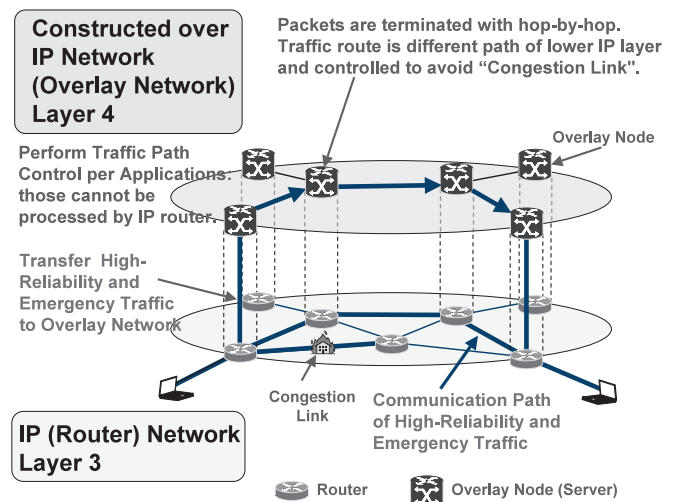 Constructed over
IP Network
(Overlay Network)
Layer 4
Packets are terminated with hop-by-hop.
Traffic route is different path of lower IP layer
and controlled to avoid “Congestion Link".
Overlay Node
Perform Traffic Path
Control per Applications:
those cannot be
processed by IP router.
Transfer High-
Reliability and
Emergency Traffic
to Overlay Network
Congestion
Link
Communication Path
of High-Reliability and
Emergency Traffic
IP (Router) Network
Layer 3
Router
Overlay Node (Server)